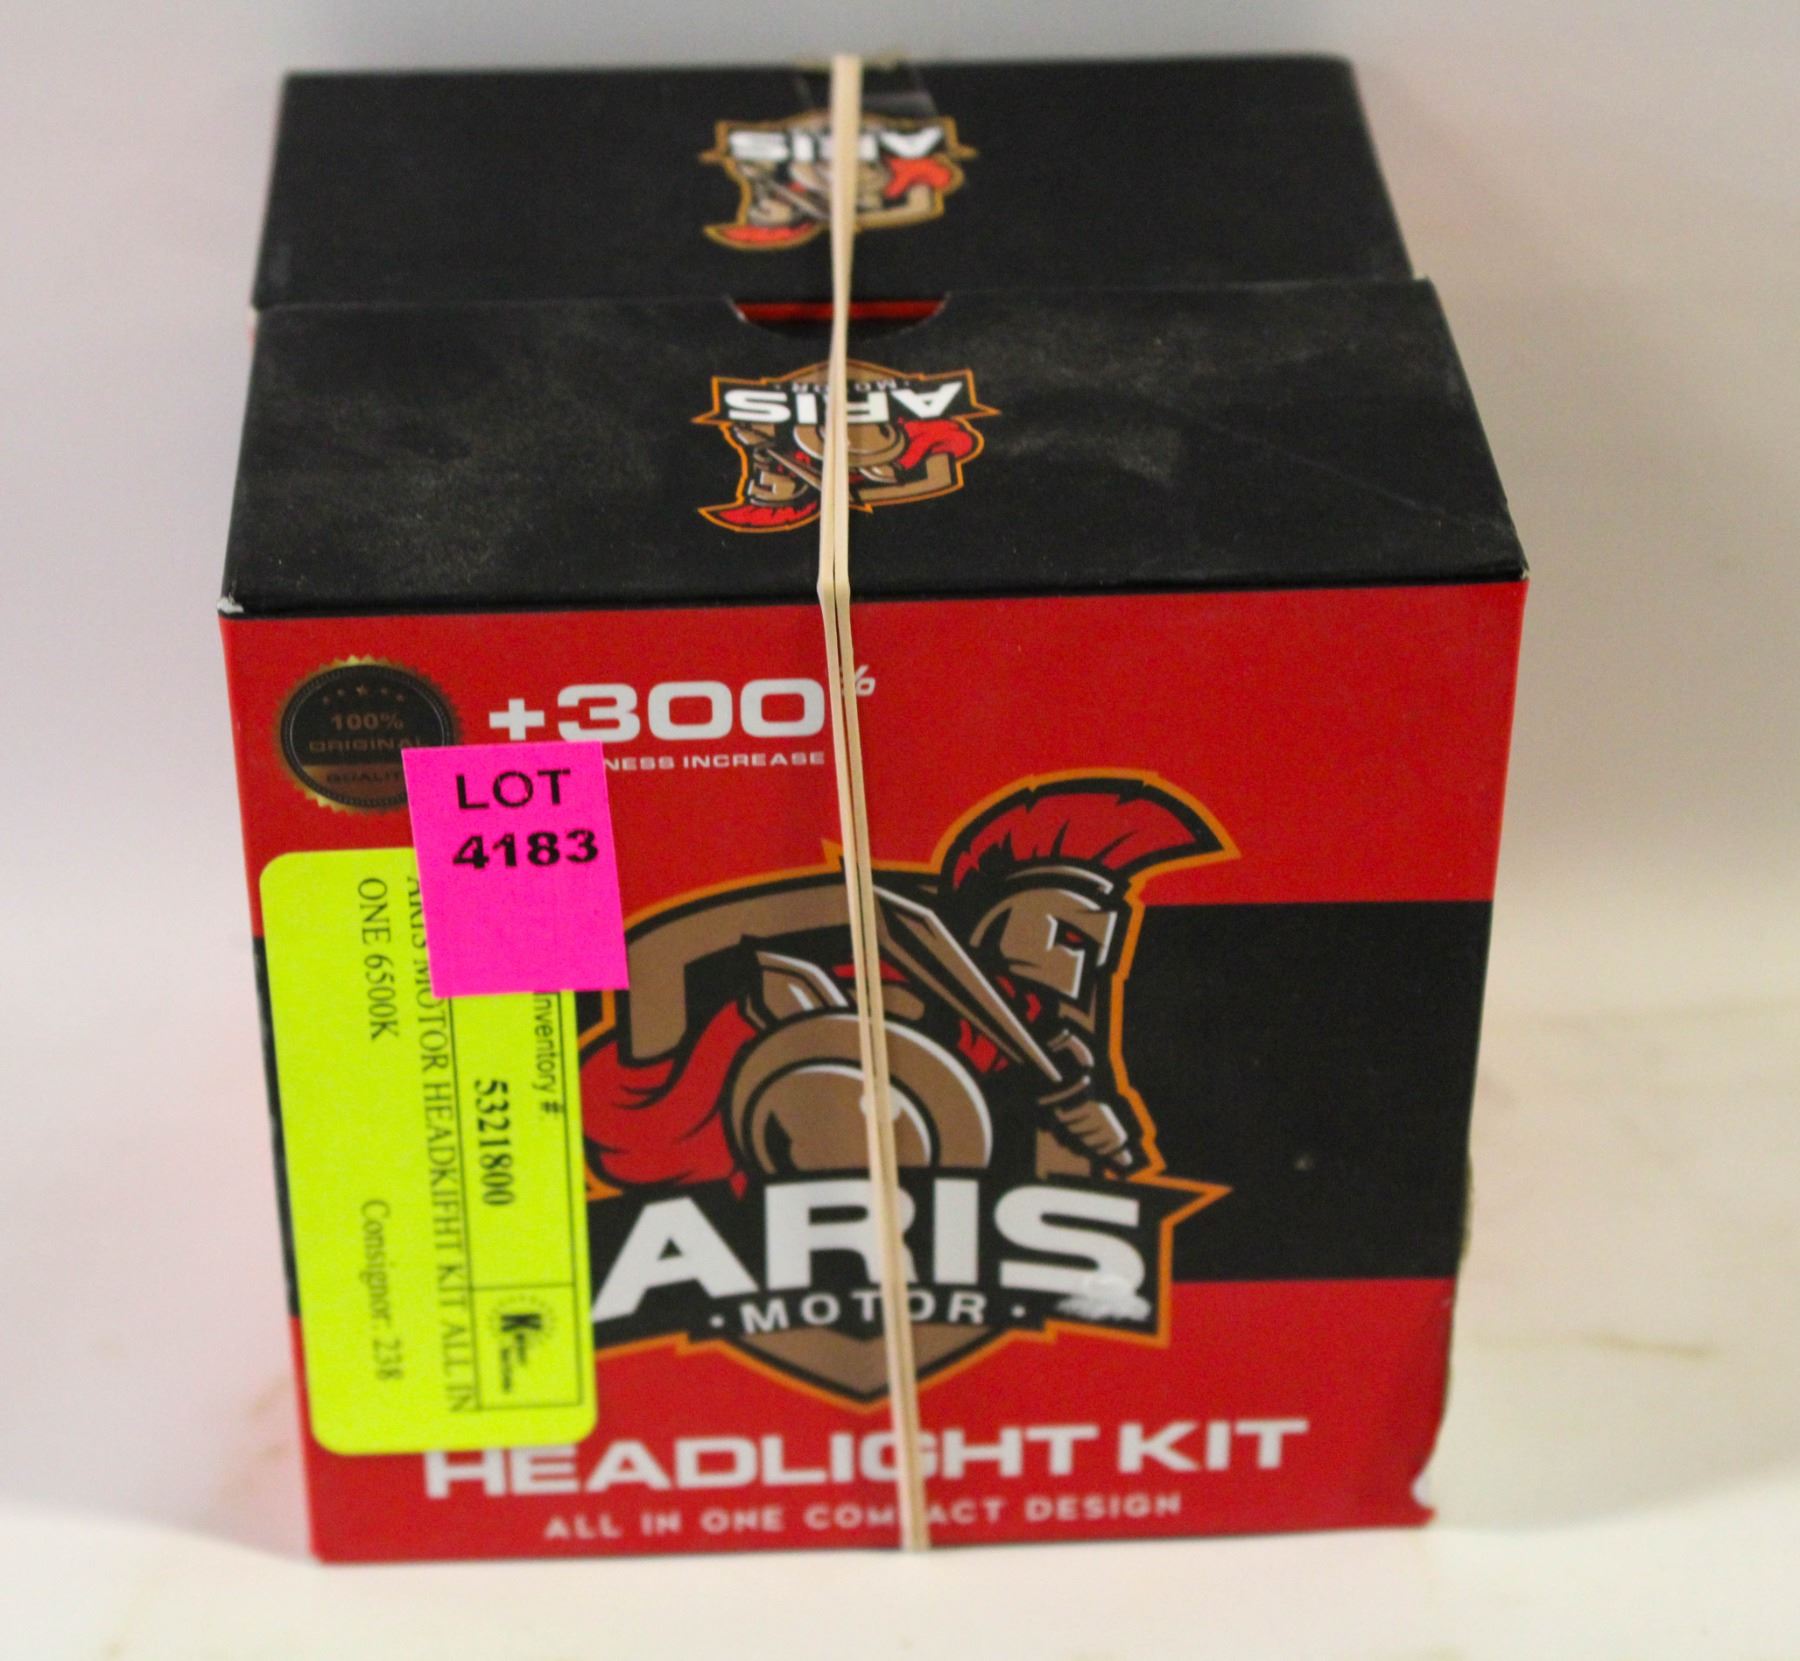 ARIS
ARIS
MOTOR
+300%
NESS INCREASE
100%
ORIGINAL
QUALITY
LOT
4183
Inventory #:
5321800
ARIS MOTOR HEADKIFHT KIT ALL IN
ONE 6500K
Consignor: 238
ARIS
· MOTOR ·
HEADLIGHT KIT
ALL IN ONE COMPACT DESIGN